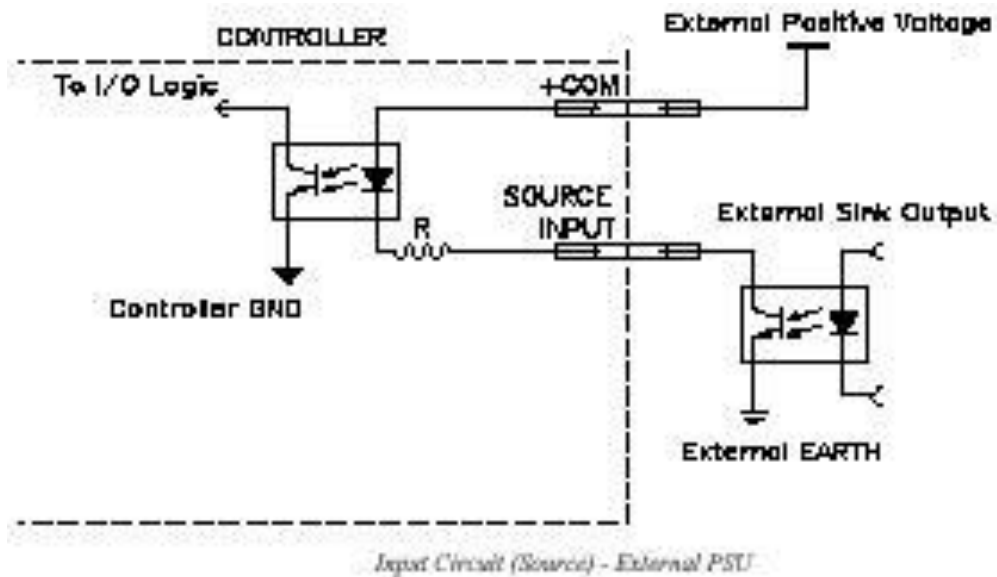 External Positive Voltage
CONTROLLER
To I/O Logic
+COM
SOURCE
INPUT
R
External Sink Output
Controller GND
External EARTH
Input Circuit (Source) - External PSU